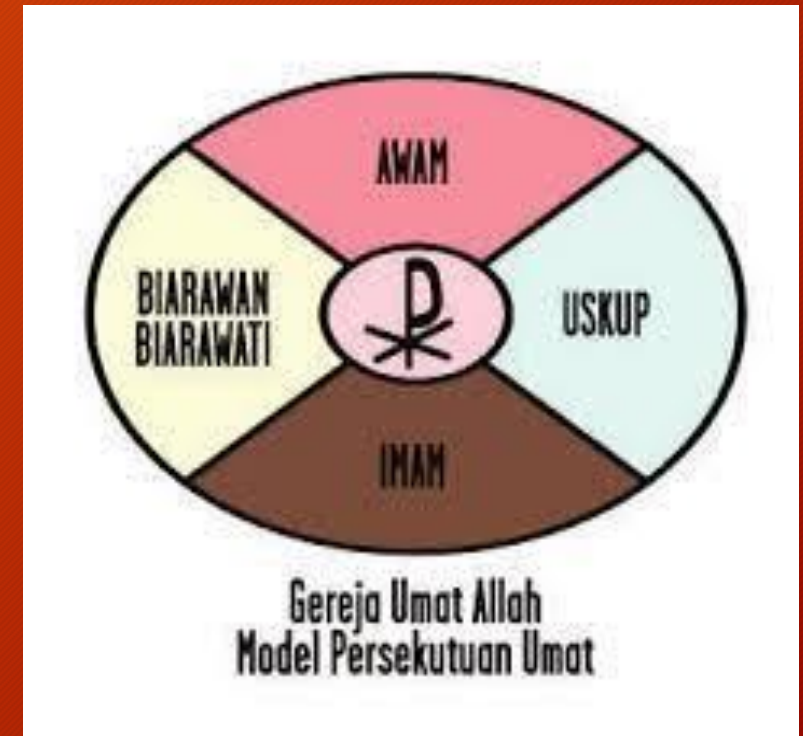 AWAM
BIARAWAN
BIARAWATI
USKUP
IMAM
Gereja Umat Allah
Model Persekutuan Umat